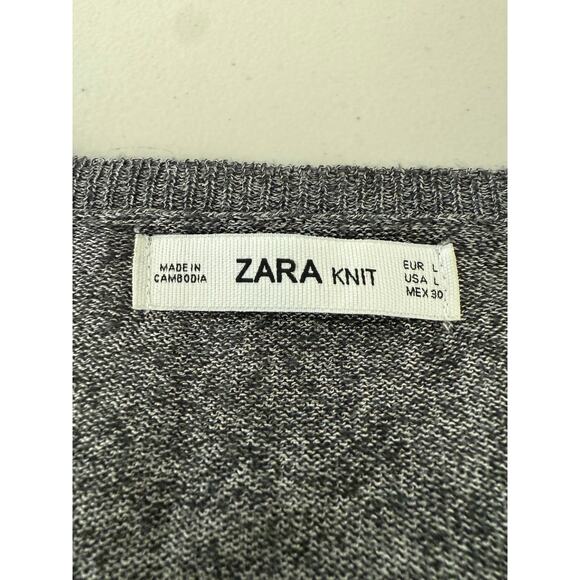 MADE IN
CAMBODIA
ZARA KNIT
EUR L
USA L
MEX 30